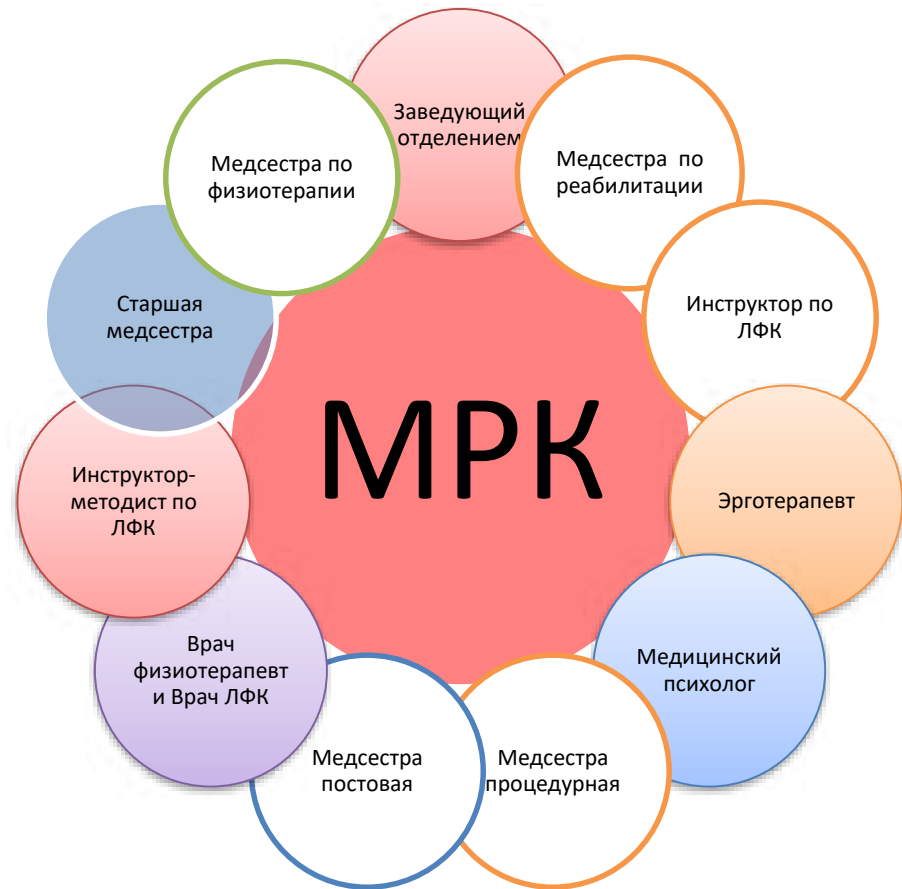 Заведующий
отделением
Медсестра по
реабилитации
Инструктор по
ЛФК
Эрготерапевт
Медицинский
психолог
Медсестра
процедурная
Медсестра
постовая
Врач
физиотерапевт
и Врач ЛФК
Инструктор-
методист по
ЛФК
Старшая
медсестра
Медсестра по
физиотерапии
МРК